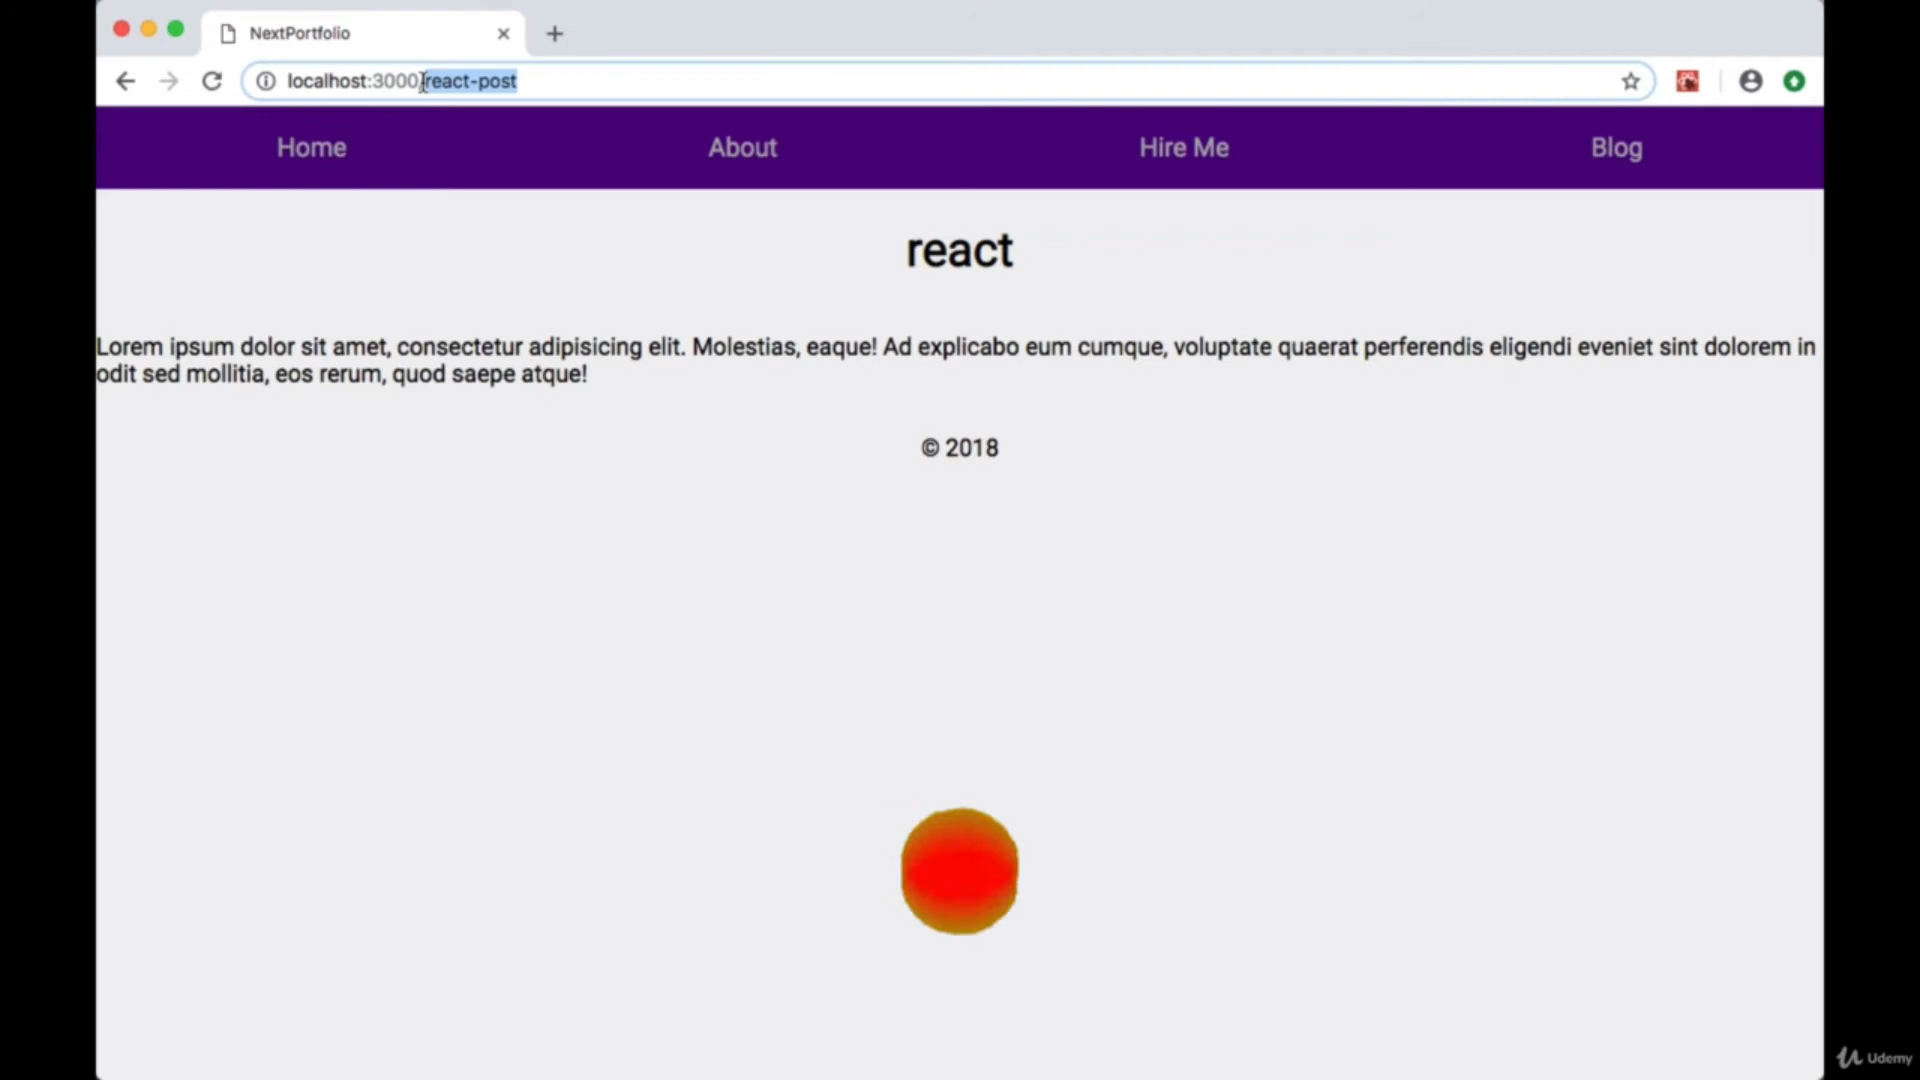 NextPortfolio
localhost:3000/react-post
Home About Hire Me Blog
react
Lorem ipsum dolor sit amet, consectetur adipisicing elit. Molestias, eaque! Ad explicabo eum cumque, voluptate quaerat perferendis eligendi eveniet sint dolorem in
odit sed mollitia, eos rerum, quod saepe atque!
© 2018
Udemy